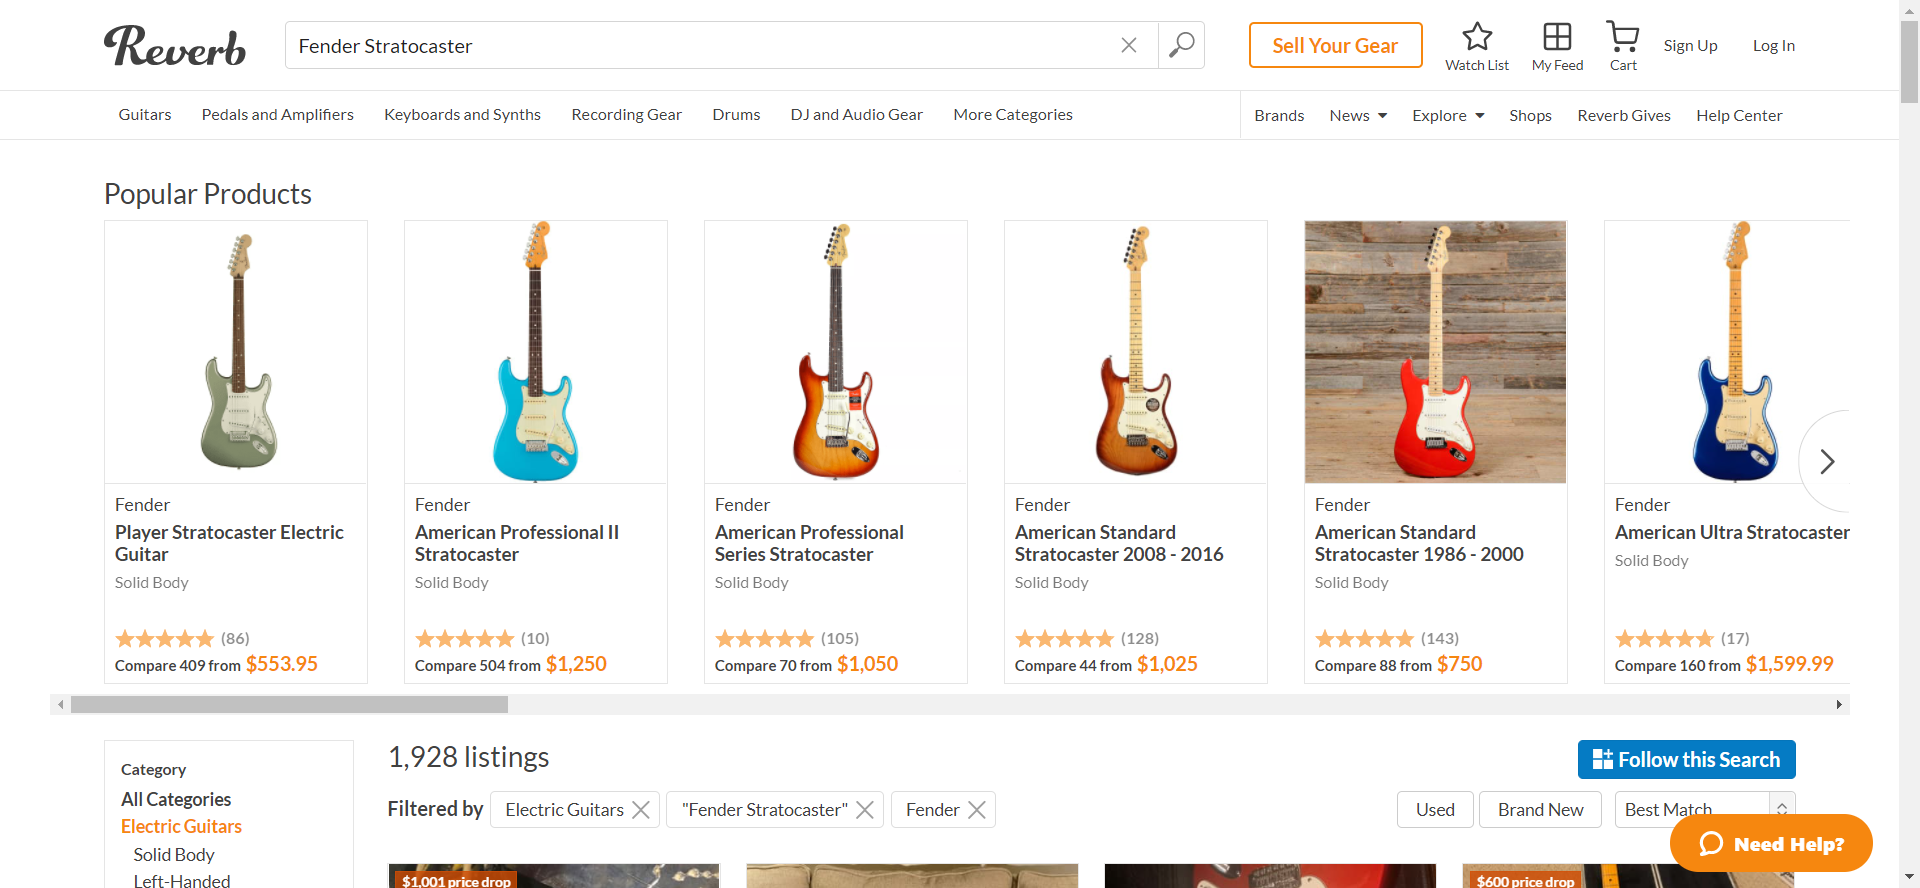 Reverb
Fender Stratocaster
Sell Your Gear
Watch List
My Feed
Cart
Sign Up
Log In
Guitars
Pedals and Amplifiers
Keyboards and Synths
Recording Gear
Drums
DJ and Audio Gear
More Categories
Brands
News
Explore
Shops
Reverb Gives
Help Center
Popular Products
Fender
Player Stratocaster Electric
Guitar
Solid Body
(86)
Compare 409 from $553.95
Fender
American Professional II
Stratocaster
Solid Body
(10)
Compare 504 from $1,250
Fender
American Professional
Series Stratocaster
Solid Body
(105)
Compare 70 from $1,050
Fender
American Standard
Stratocaster 2008 - 2016
Solid Body
(128)
Compare 44 from $1,025
Fender
American Standard
Stratocaster 1986 - 2000
Solid Body
(143)
Compare 88 from $750
Fender
American Ultra Stratocaster
Solid Body
(17)
Compare 160 from $1,599.99
Category
All Categories
Electric Guitars
Solid Body
Left-Handed
1,928 listings
Follow this Search
Filtered by
Electric Guitars
"Fender Stratocaster"
Fender
Used
Brand New
Best Match
$1,001 price drop
$600 price drop
Need Help?